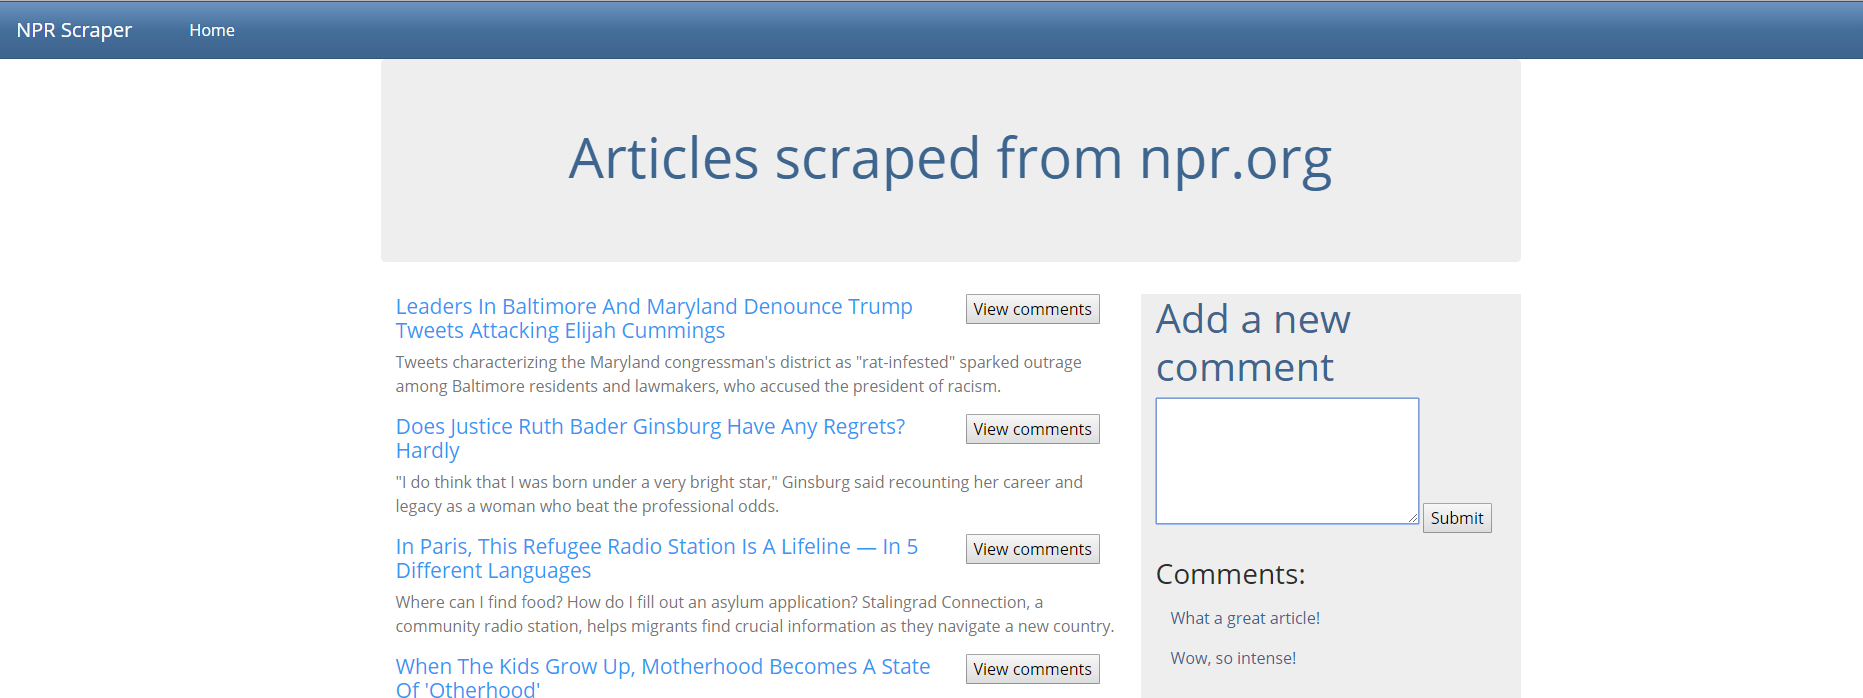 NPR Scraper
Home
Articles scraped from npr.org
Leaders In Baltimore And Maryland Denounce Trump
Tweets Attacking Elijah Cummings
View comments
Tweets characterizing the Maryland congressman's district as "rat-infested" sparked outrage
among Baltimore residents and lawmakers, who accused the president of racism.
Does Justice Ruth Bader Ginsburg Have Any Regrets?
Hardly
View comments
"I do think that I was born under a very bright star," Ginsburg said recounting her career and
legacy as a woman who beat the professional odds.
In Paris, This Refugee Radio Station Is A Lifeline — In 5
Different Languages
View comments
Where can I find food? How do I fill out an asylum application? Stalingrad Connection, a
community radio station, helps migrants find crucial information as they navigate a new country.
When The Kids Grow Up, Motherhood Becomes A State
Of 'Otherhood'
View comments
Add a new
comment
Submit
Comments:
What a great article!
Wow, so intense!